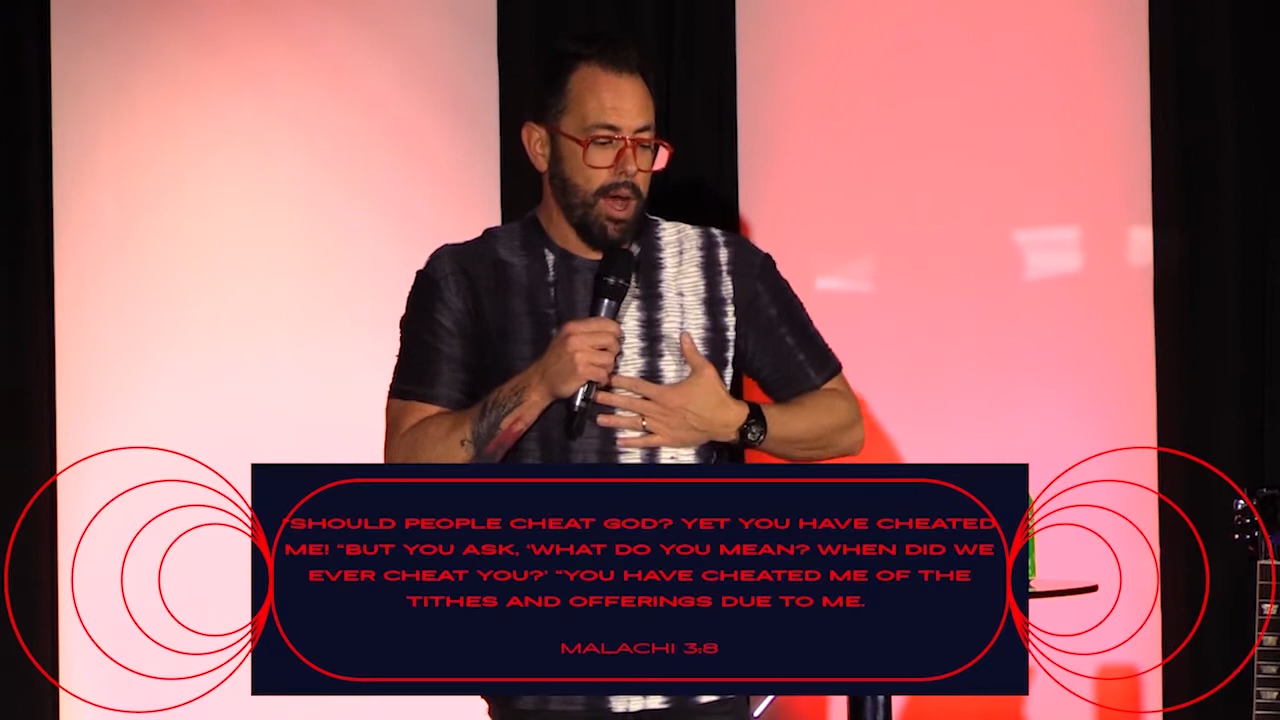 "SHOULD PEOPLE CHEAT GOD? YET YOU HAVE CHEATED
ME! "BUT YOU ASK, 'WHAT DO YOU MEAN? WHEN DID WE
EVER CHEAT YOU?' "YOU HAVE CHEATED ME OF THE
TITHES AND OFFERINGS DUE TO ME.
MALACHI 3:8